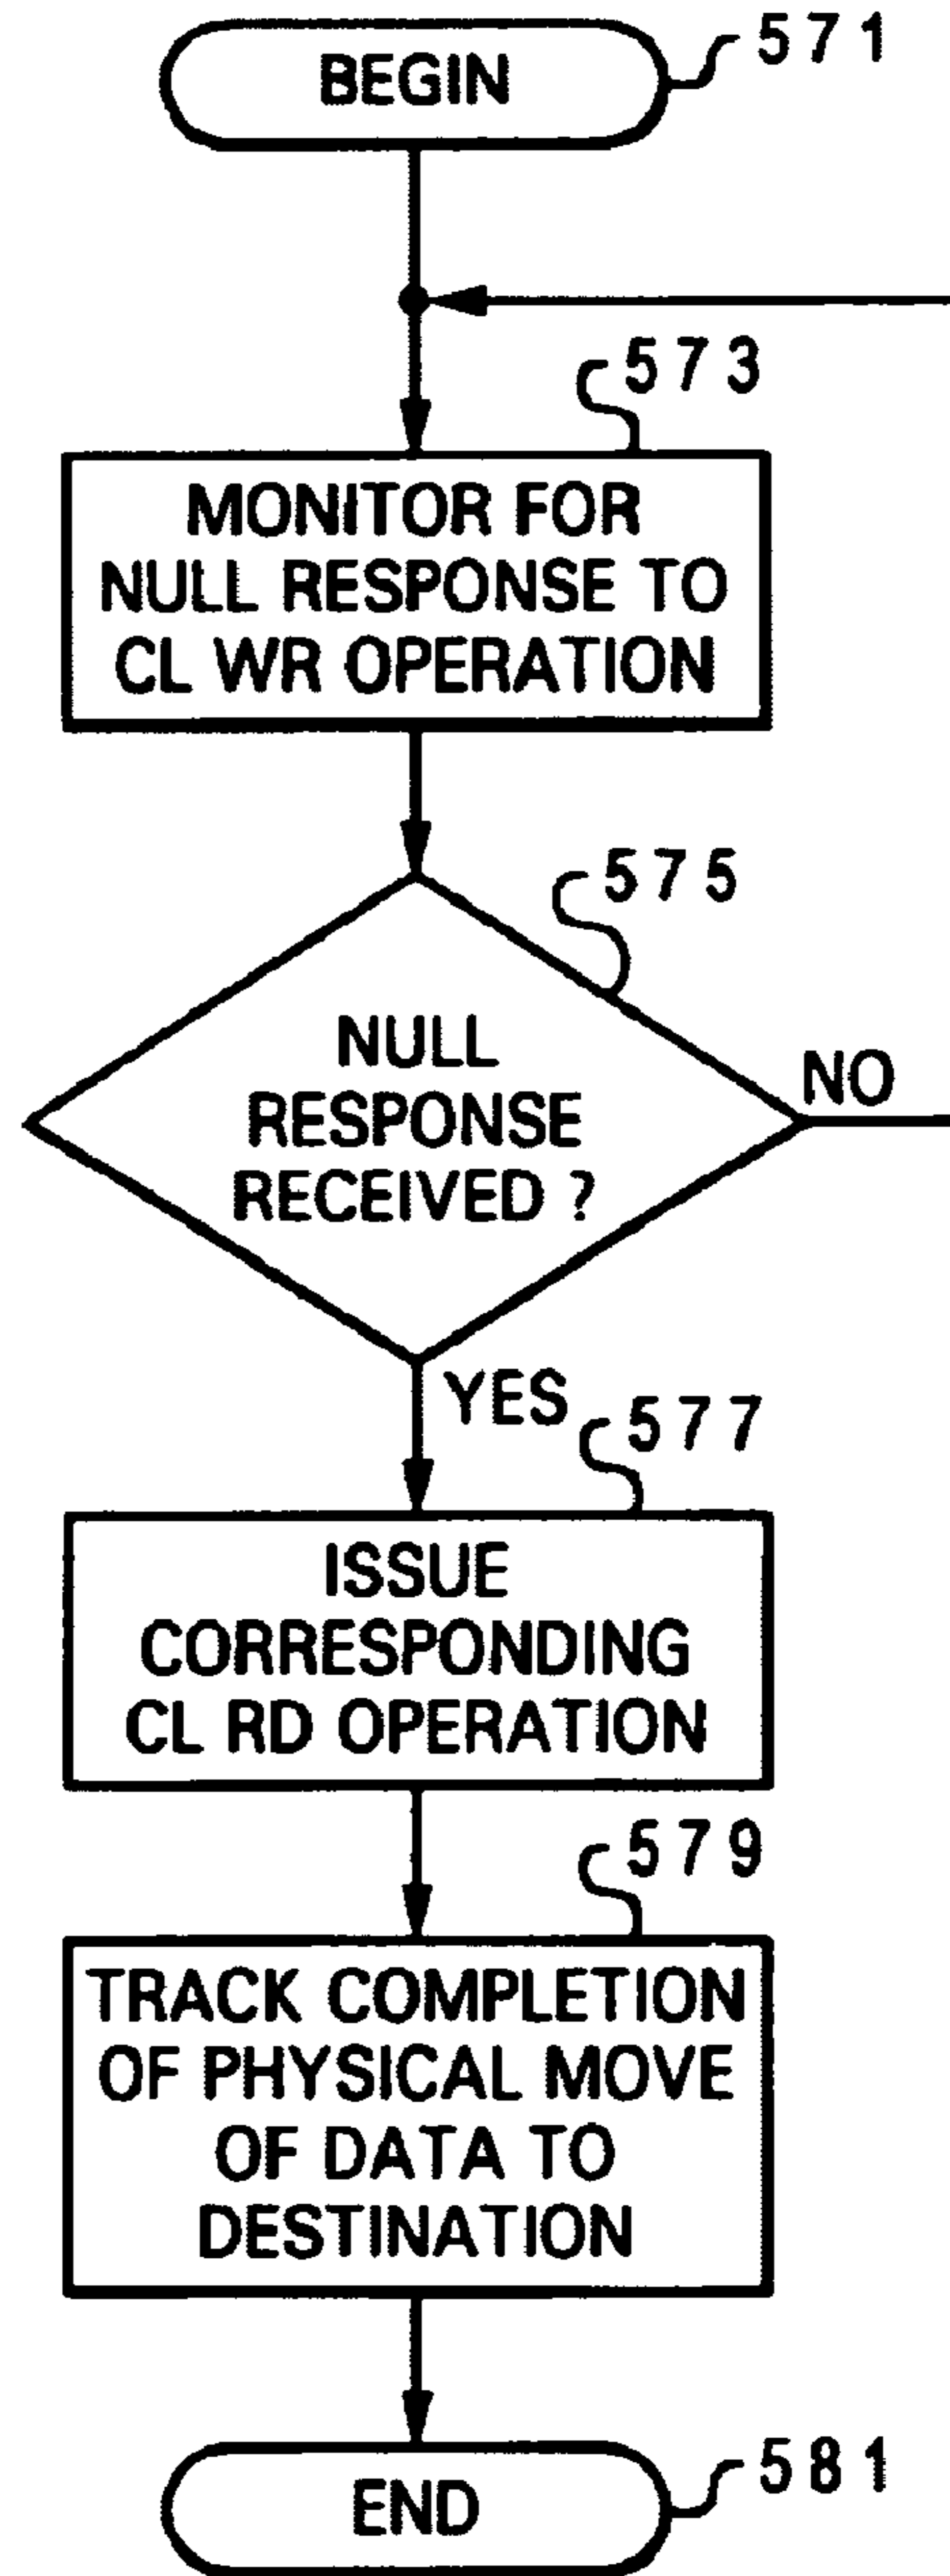 BEGIN
571
573
MONITOR FOR
NULL RESPONSE TO
CL WR OPERATION
575
NULL
RESPONSE
RECEIVED ?
NO
YES
577
ISSUE
CORRESPONDING
CL RD OPERATION
579
TRACK COMPLETION
OF PHYSICAL MOVE
OF DATA TO
DESTINATION
END
581